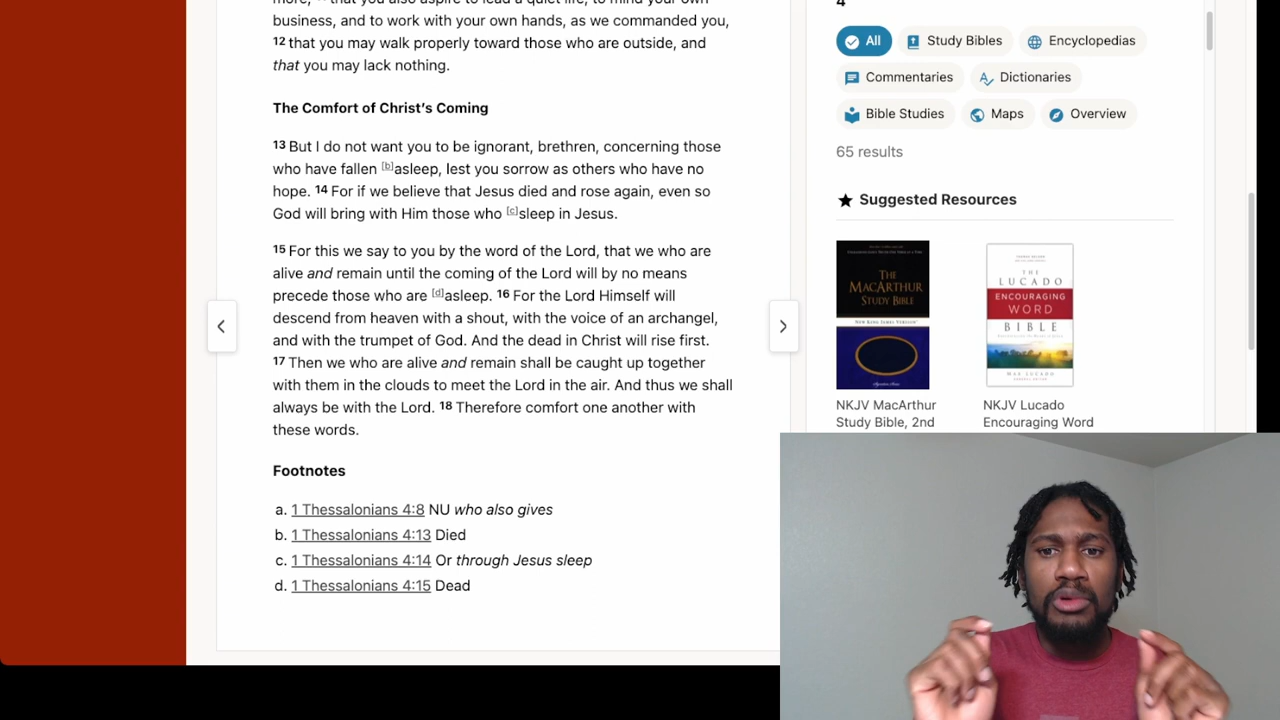 more, that you also aspire to lead a quiet life, to mind your own
business, and to work with your own hands, as we commanded you,
12 that you may walk properly toward those who are outside, and
that you may lack nothing.
The Comfort of Christ's Coming
13 But I do not want you to be ignorant, brethren, concerning those
who have fallen [b]asleep, lest you sorrow as others who have no
hope. 14 For if we believe that Jesus died and rose again, even so
God will bring with Him those who [c]sleep in Jesus.
15 For this we say to you by the word of the Lord, that we who are
alive and remain until the coming of the Lord will by no means
precede those who are [d]asleep. 16 For the Lord Himself will
descend from heaven with a shout, with the voice of an archangel,
and with the trumpet of God. And the dead in Christ will rise first.
17 Then we who are alive and remain shall be caught up together
with them in the clouds to meet the Lord in the air. And thus we shall
always be with the Lord. 18 Therefore comfort one another with
these words.
Footnotes
a. 1 Thessalonians 4:8 NU who also gives
b. 1 Thessalonians 4:13 Died
c. 1 Thessalonians 4:14 Or through Jesus sleep
d. 1 Thessalonians 4:15 Dead
4
All Study Bibles Encyclopedias
Commentaries Dictionaries
Bible Studies Maps Overview
65 results
Suggested Resources
THE
MACARTHUR
STUDY BIBLE
NEW KING JAMES VERSION
THE
LUCADO
ENCOURAGING
WORD
BIBLE
MAX LUCADO
NKJV MacArthur
Study Bible, 2nd
NKJV Lucado
Encouraging Word